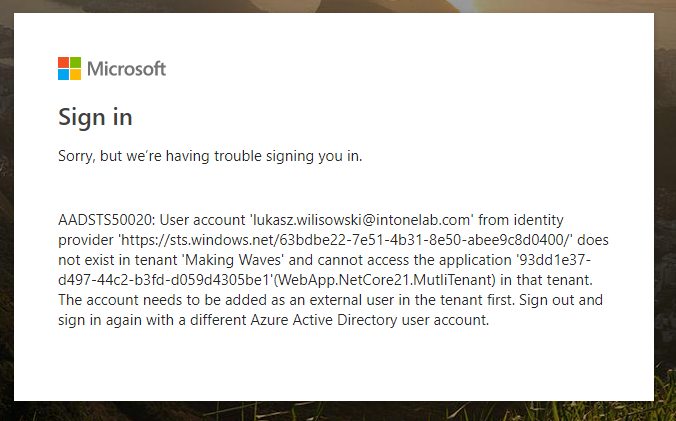 Microsoft
Sign in
Sorry, but we're having trouble signing you in.
AADSTS50020: User account 'lukasz.wilisowski@intonelab.com' from identity
provider 'https://sts.windows.net/63bdbe22-7e51-4b31-8e50-abee9c8d0400/' does
not exist in tenant 'Making Waves' and cannot access the application '93dd1e37-
d497-44c2-b3fd-d059d4305be1'(WebApp.NetCore21.MutliTenant) in that tenant.
The account needs to be added as an external user in the tenant first. Sign out and
sign in again with a different Azure Active Directory user account.